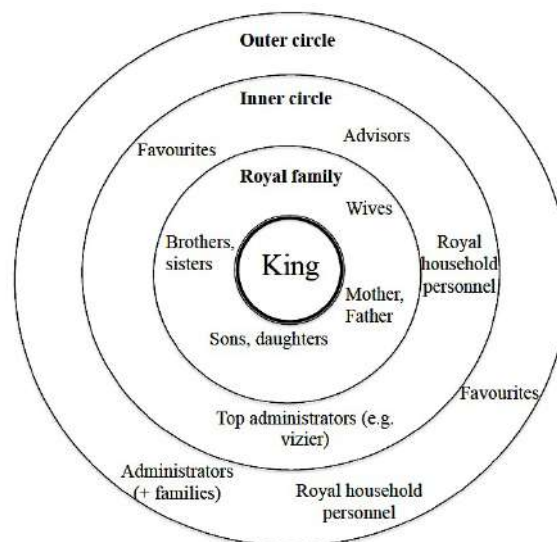 Outer circle
Inner circle
Advisors
Favourites
Royal family
Wives
Brothers,
sisters
King
Royal
household
personnel
Mother,
Father
Sons, daughters
Favourites
Top administrators (e.g.
vizier)
Administrators
(+ families)
Royal household
personnel